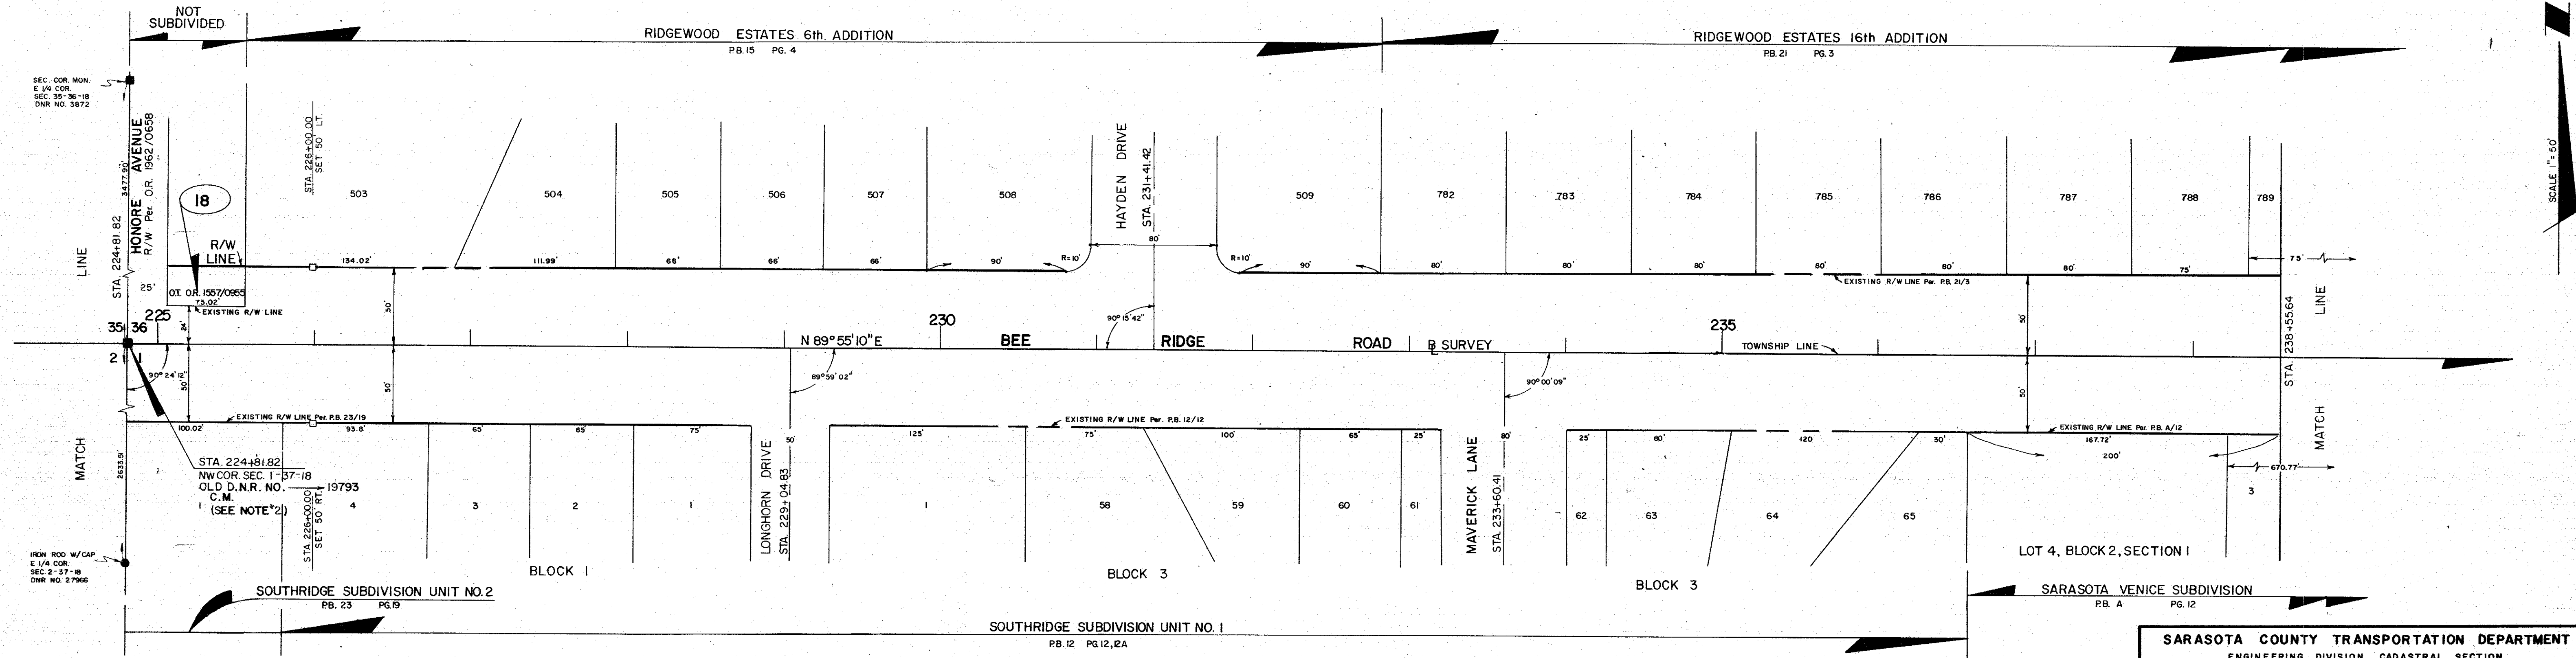 NOT
SUBDIVIDED
RIDGEWOOD ESTATES 6th. ADDITION
P.B. 15 PG. 4
RIDGEWOOD ESTATES 16th ADDITION
P.B. 21 PG. 3
SEC. COR. MON.
E 1/4 COR.
SEC. 35-36-18
DNR NO. 3872
3477.90'
HONORE AVENUE
R/W Per. O.R. 1962/0658
STA. 226+00.00
SET 50' LT.
HAYDEN DRIVE
STA. 231+41.42
SCALE 1"= 50'
18
503
504
505
506
507
508
509
782
783
784
785
786
787
788
789
LINE
STA. 224+81.82
R/W
LINE
134.02'
111.99'
66'
66'
66'
90'
R=10'
80'
R=10'
90'
80'
80'
80'
80'
80'
80'
75'
75'
EXISTING R/W LINE Per. P.B. 21/3
25'
O.T. O.R. 1557/0955
75.02'
EXISTING R/W LINE
24'
50'
50'
STA. 238+55.64
LINE
35 36
225
230
235
90°15'42"
N 89°55'10"E
BEE RIDGE ROAD
B SURVEY
TOWNSHIP LINE
2 1
90°24'12"
89°59'02"
90°00'09"
50'
50'
50'
MATCH
2633.51'
EXISTING R/W LINE Per. P.B. 23/19
EXISTING R/W LINE Per. P.B. 12/12
EXISTING R/W LINE Per. P.B. A/12
MATCH
100.02'
93.8'
65'
65'
75'
50'
125'
75'
100'
65'
25'
80'
25'
80'
120
30'
167.72'
200'
670.77'
STA. 224+81.82
NW COR. SEC. 1-37-18
OLD D.N.R. NO. 19793
C.M.
(SEE NOTE #2)
STA. 226+00.00
SET 50' RT.
LONGHORN DRIVE
STA. 229+04.83
MAVERICK LANE
STA. 233+60.41
1
4
3
2
1
1
58
59
60
61
62
63
64
65
3
IRON ROD W/CAP
E 1/4 COR.
SEC. 2-37-18
DNR NO. 27966
BLOCK 1
BLOCK 3
BLOCK 3
LOT 4, BLOCK 2, SECTION 1
SOUTHRIDGE SUBDIVISION UNIT NO. 2
P.B. 23 PG.19
SARASOTA VENICE SUBDIVISION
P.B. A PG. 12
SOUTHRIDGE SUBDIVISION UNIT NO. 1
P.B. 12 PG.12,12A
SARASOTA COUNTY TRANSPORTATION DEPARTMENT
ENGINEERING DIVISION CADASTRAL SECTION